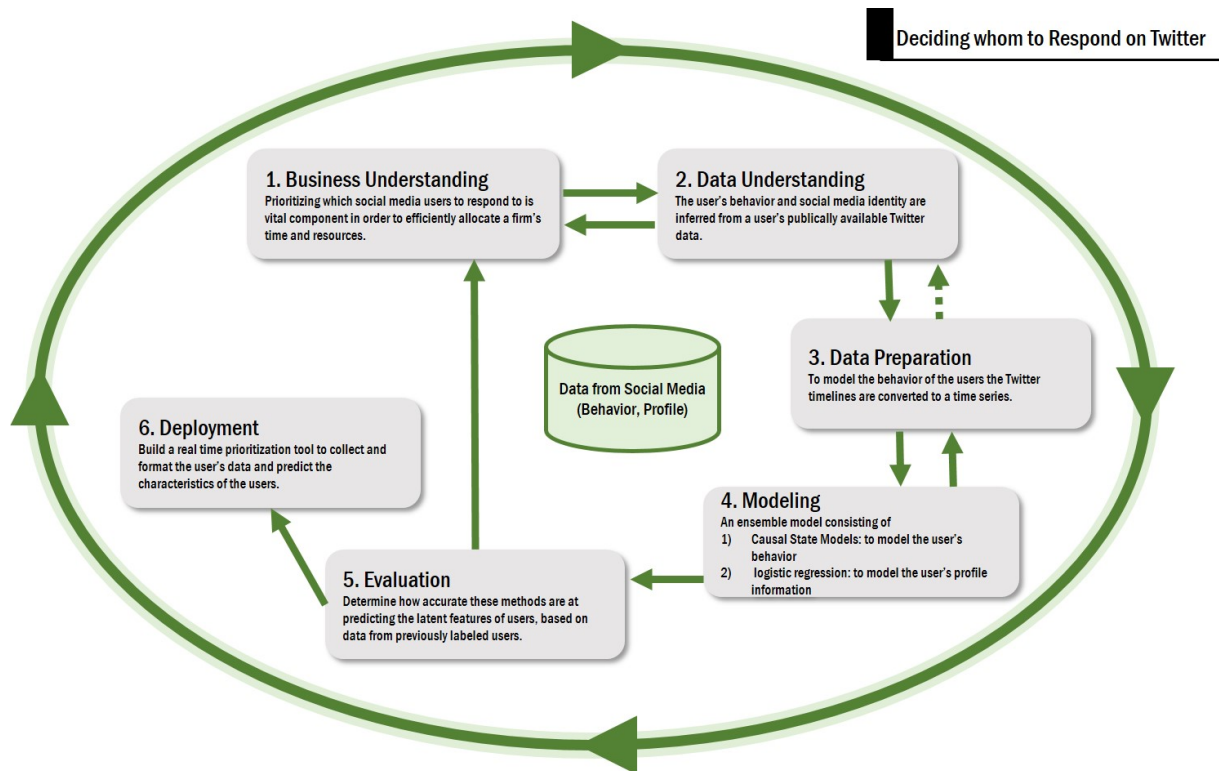 Deciding whom to Respond on Twitter
1. Business Understanding
Prioritizing which social media users to respond to is
vital component in order to efficiently allocate a firm's
time and resources.
2. Data Understanding
The user's behavior and social media identity are
inferred from a user's publically available Twitter
data.
3. Data Preparation
To model the behavior of the users the Twitter
timelines are converted to a time series.
Data from Social Media
(Behavior, Profile)
4. Modeling
An ensemble model consisting of
1) Causal State Models: to model the user's
behavior
2) logistic regression: to model the user's profile
information
5. Evaluation
Determine how accurate these methods are at
predicting the latent features of users, based on
data from previously labeled users.
6. Deployment
Build a real time prioritization tool to collect and
format the user's data and predict the
characteristics of the users.